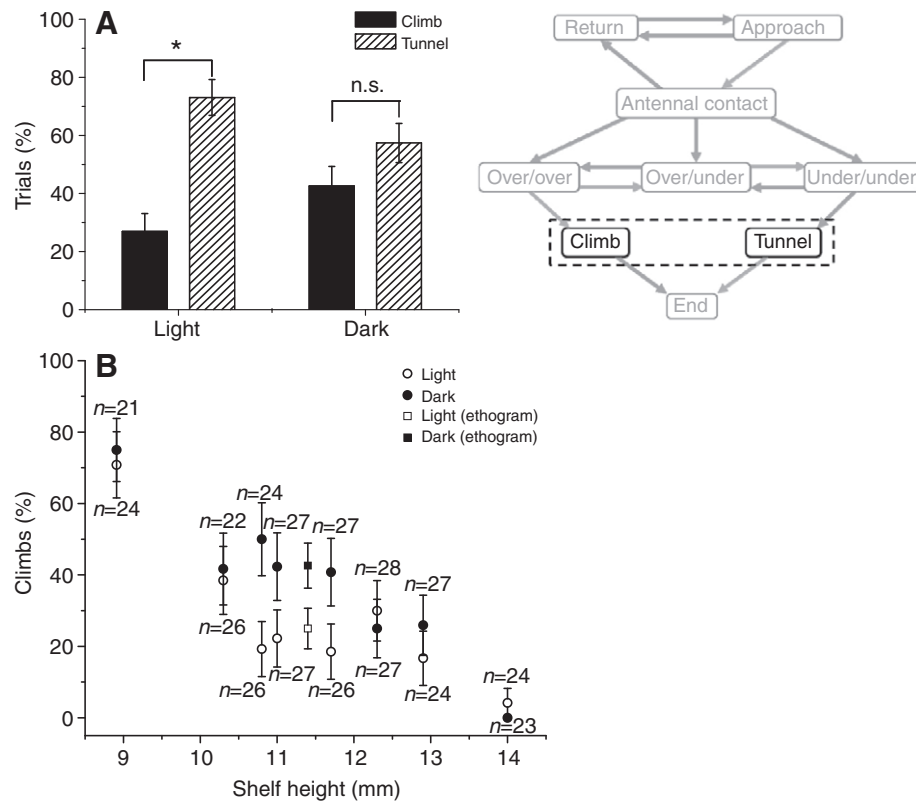 A
Climb
Tunnel
*
n.s.
100
80
60
40
20
0
Trials (%)
Light
Dark
Return
Approach
Antennal contact
Over/over
Over/under
Under/under
Climb
Tunnel
End
B
Light
Dark
Light (ethogram)
Dark (ethogram)
100
80
60
40
20
0
Climbs (%)
n=21
n=24
n=22
n=26
n=24
n=26
n=27
n=27
n=27
n=26
n=28
n=27
n=27
n=24
n=24
n=23
9
10
11
12
13
14
Shelf height (mm)